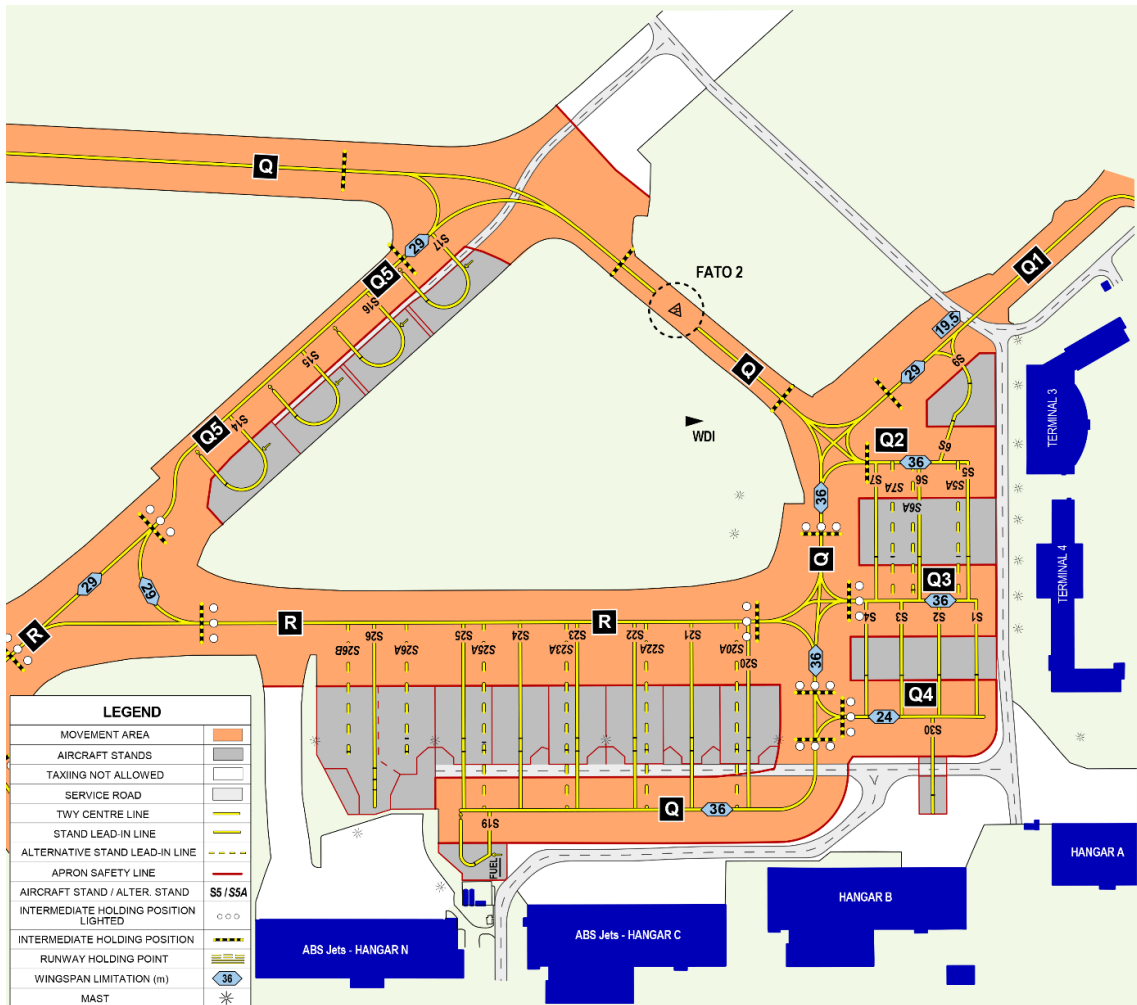 Q
S17
29
Q5
S16
S15
S14
Q5
FATO 2
Q
WDI
Q1
19.5
29
S9
S9
Q2
36
S7
S7A
S6
S6A
S5
S5A
TERMINAL 3
36
Q
Q3
36
S4
S3
S2
S1
TERMINAL 4
29
29
R
R
R
S26B
S26
S26A
S25
S25A
S24
S23A
S23
S22
S22A
S21
S20A
S20
36
Q4
24
S30
Q
36
S19
FUEL
HANGAR A
HANGAR B
ABS Jets - HANGAR C
ABS Jets - HANGAR N
LEGEND
MOVEMENT AREA
AIRCRAFT STANDS
TAXIING NOT ALLOWED
SERVICE ROAD
TWY CENTRE LINE
STAND LEAD-IN LINE
ALTERNATIVE STAND LEAD-IN LINE
APRON SAFETY LINE
AIRCRAFT STAND / ALTER. STAND S5 / S5A
INTERMEDIATE HOLDING POSITION
LIGHTED
INTERMEDIATE HOLDING POSITION
RUNWAY HOLDING POINT
WINGSPAN LIMITATION (m) 36
MAST